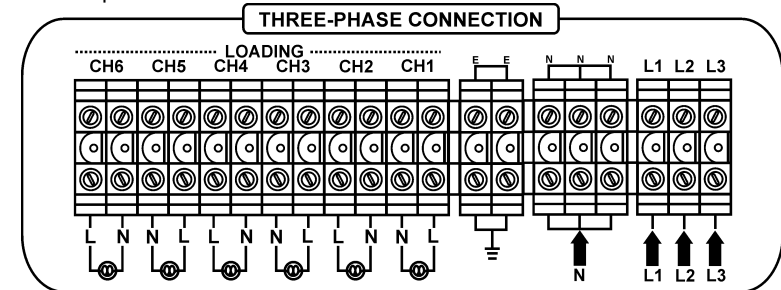 THREE-PHASE CONNECTION
LOADING
CH6 CH5 CH4 CH3 CH2 CH1 E E N N N L1 L2 L3
L N N L L N N L L N N L
N L1 L2 L3